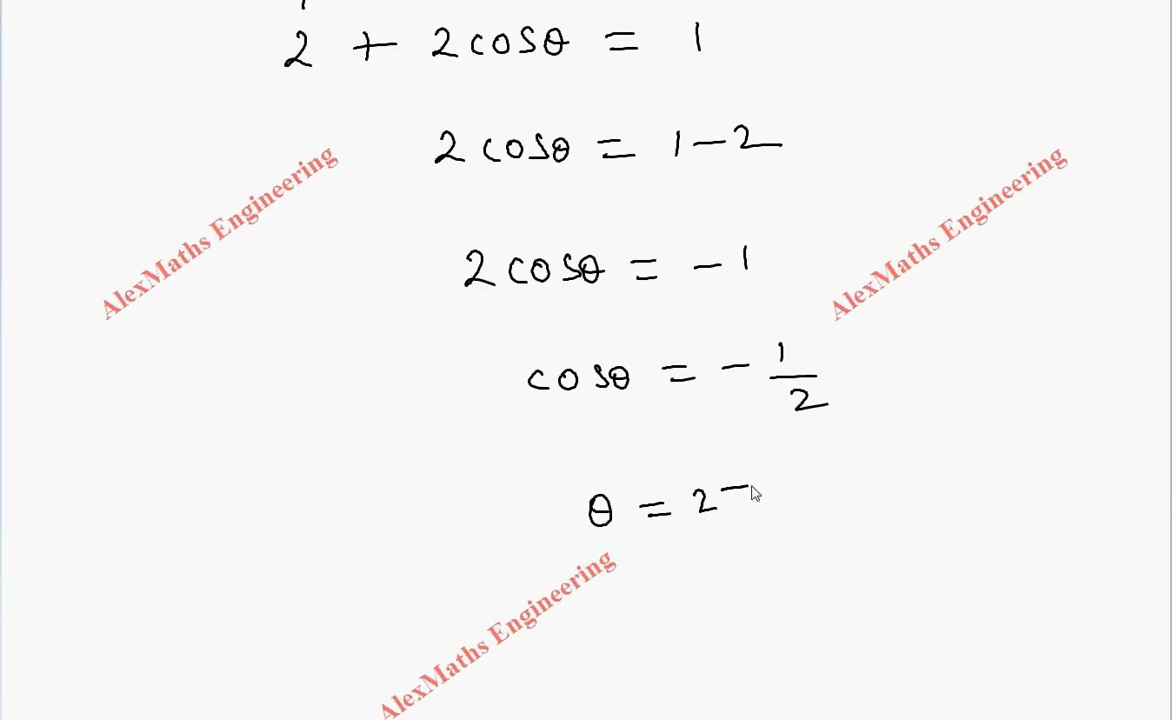 2 + 2cosθ = 1
2cosθ = 1 - 2
AlexMaths Engineering
AlexMaths Engineering
2cosθ = - 1
cosθ = - 1/2
θ = 2
AlexMaths Engineering